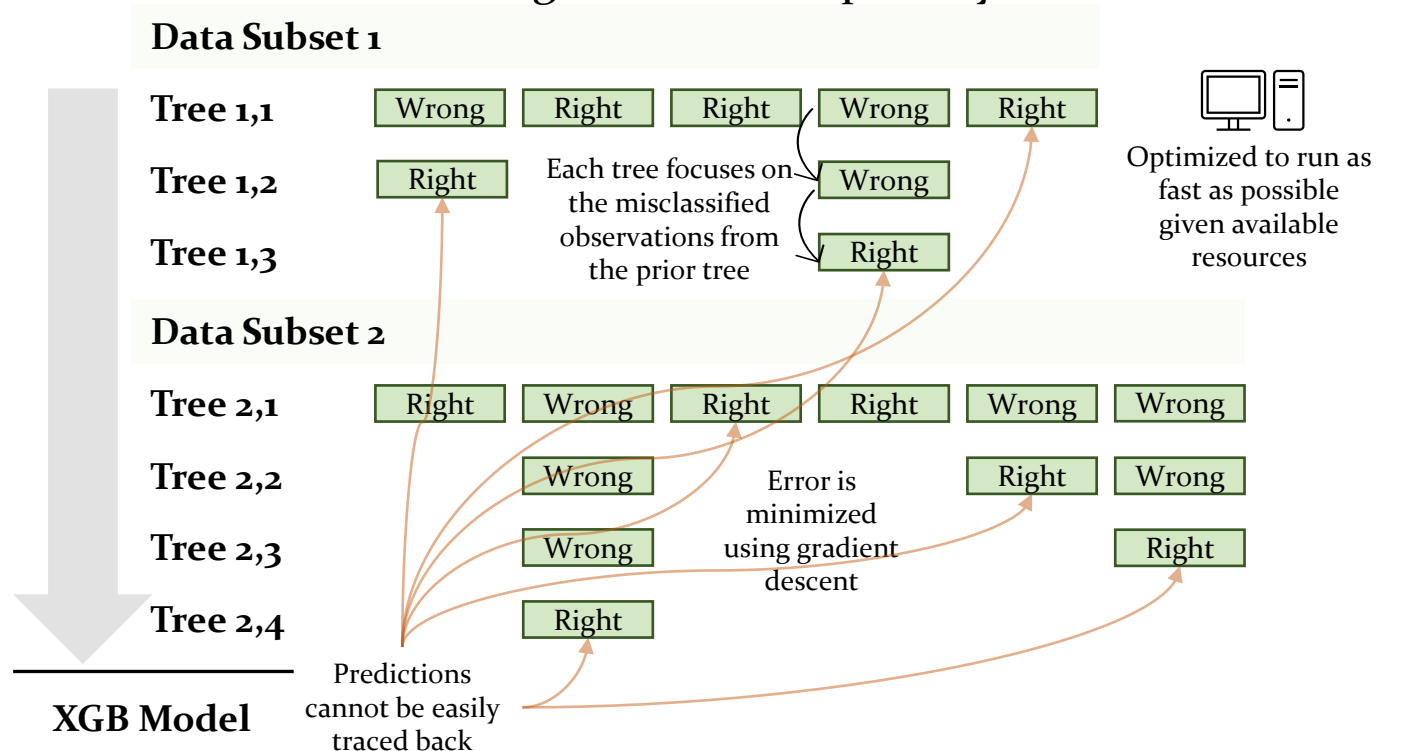 Data Subset 1
Tree 1,1 Wrong Right Right Wrong Right
Tree 1,2 Right Wrong
Tree 1,3 Right
Each tree focuses on
the misclassified
observations from
the prior tree
Optimized to run as
fast as possible
given available
resources
Data Subset 2
Tree 2,1 Right Wrong Right Right Wrong Wrong
Tree 2,2 Wrong Right Wrong
Tree 2,3 Wrong Right
Tree 2,4 Right
Error is
minimized
using gradient
descent
XGB Model
Predictions
cannot be easily
traced back